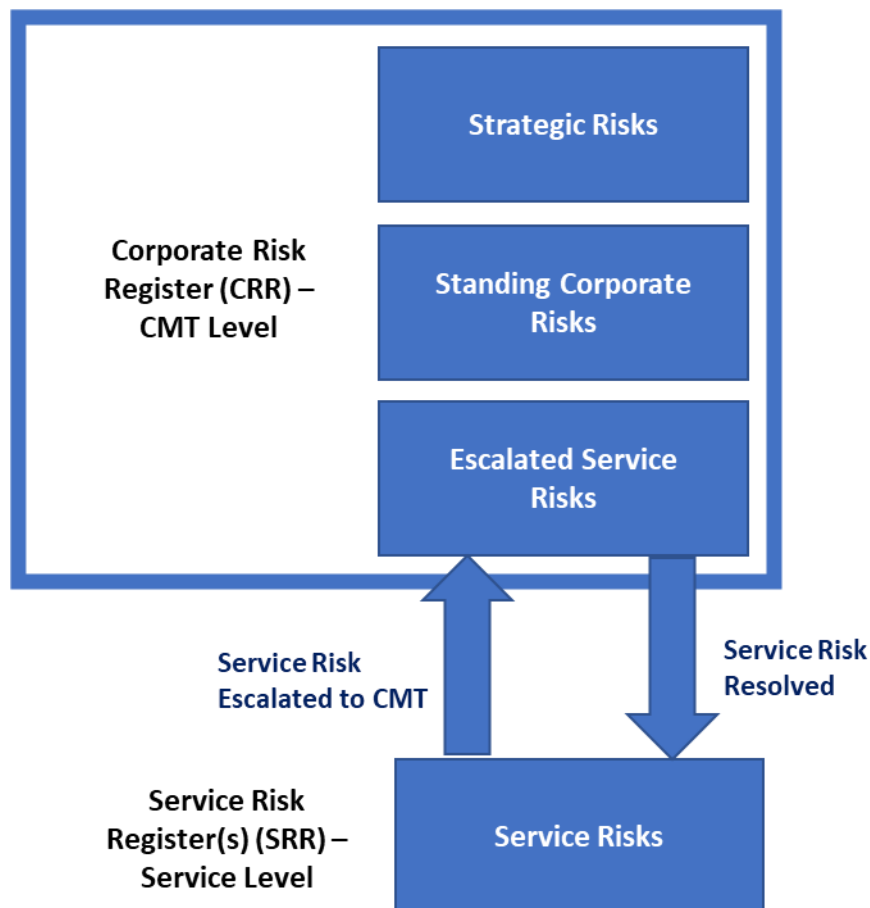 Strategic Risks
Corporate Risk
Register (CRR) –
CMT Level
Standing Corporate
Risks
Escalated Service
Risks
Service Risk
Escalated to CMT
Service Risk
Resolved
Service Risk
Register(s) (SRR) –
Service Level
Service Risks